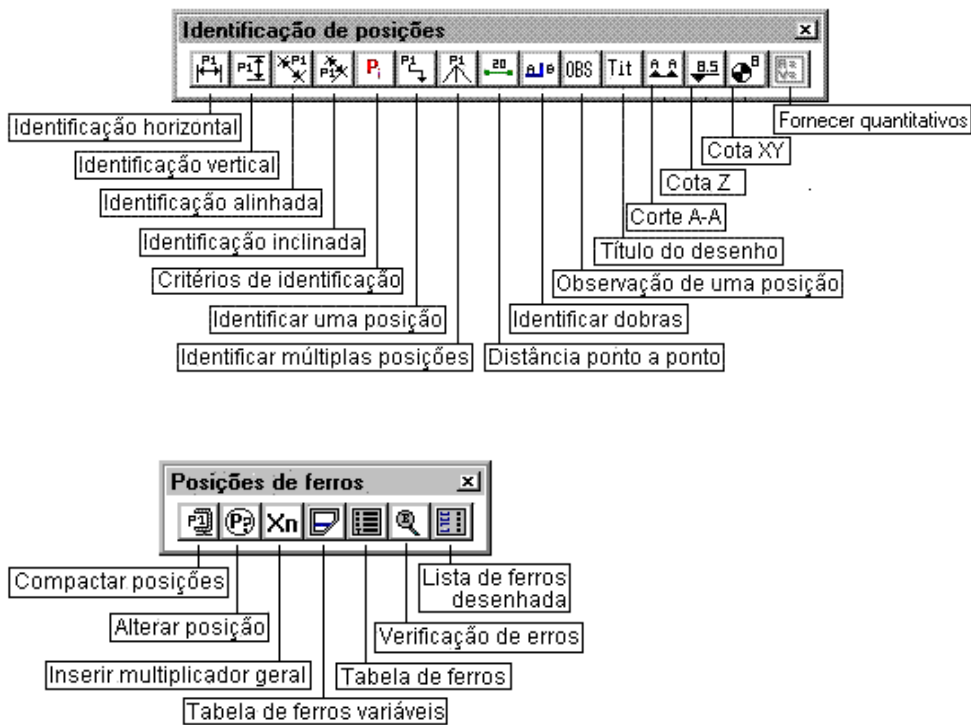 Identificação de posições
P1 P1 P1 P1 Pi P1 P1 20 a b OBS Tit A A 8.5 B
Identificação horizontal
Fornecer quantitativos
Identificação vertical
Cota XY
Identificação alinhada
Cota Z
Corte A-A
Identificação inclinada
Título do desenho
Critérios de identificação
Observação de uma posição
Identificar uma posição
Identificar dobras
Identificar múltiplas posições
Distância ponto a ponto
Posições de ferros
P1 P? Xn
Compactar posições
Lista de ferros
desenhada
Alterar posição
Verificação de erros
Inserir multiplicador geral
Tabela de ferros
Tabela de ferros variáveis